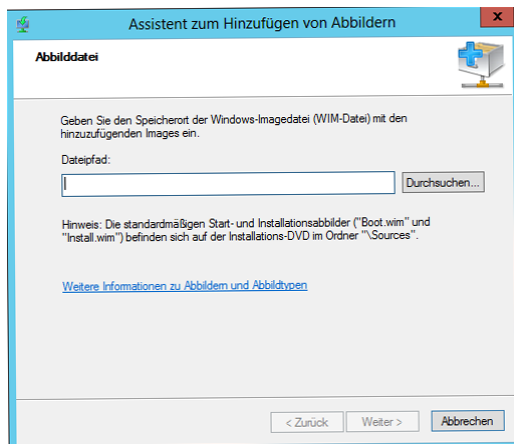 Assistent zum Hinzufügen von Abbildern
x
Abbilddatei
Geben Sie den Speicherort der Windows-Imagedatei (WIM-Datei) mit den
hinzuzufügenden Images ein.
Dateipfad:
Durchsuchen...
Hinweis: Die standardmäßigen Start- und Installationsabbilder ("Boot.wim" und
"Install.wim") befinden sich auf der Installations-DVD im Ordner "\Sources".
Weitere Informationen zu Abbildern und Abbildtypen
< Zurück Weiter > Abbrechen